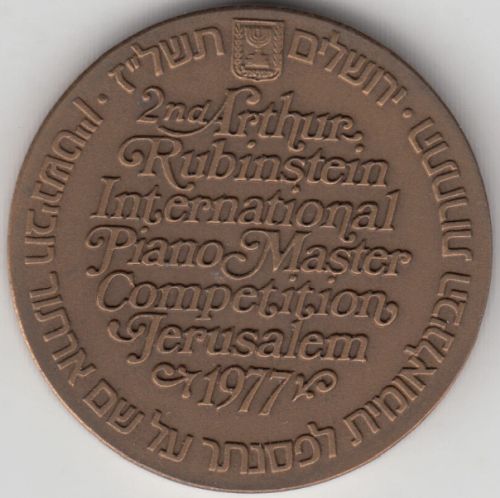 2nd Arthur
Rubinstein
International
Piano Master
Competition
Jerusalem
1977
הבינלאומית לפסנתר על שם ארתור
ירושלים תשל"ז